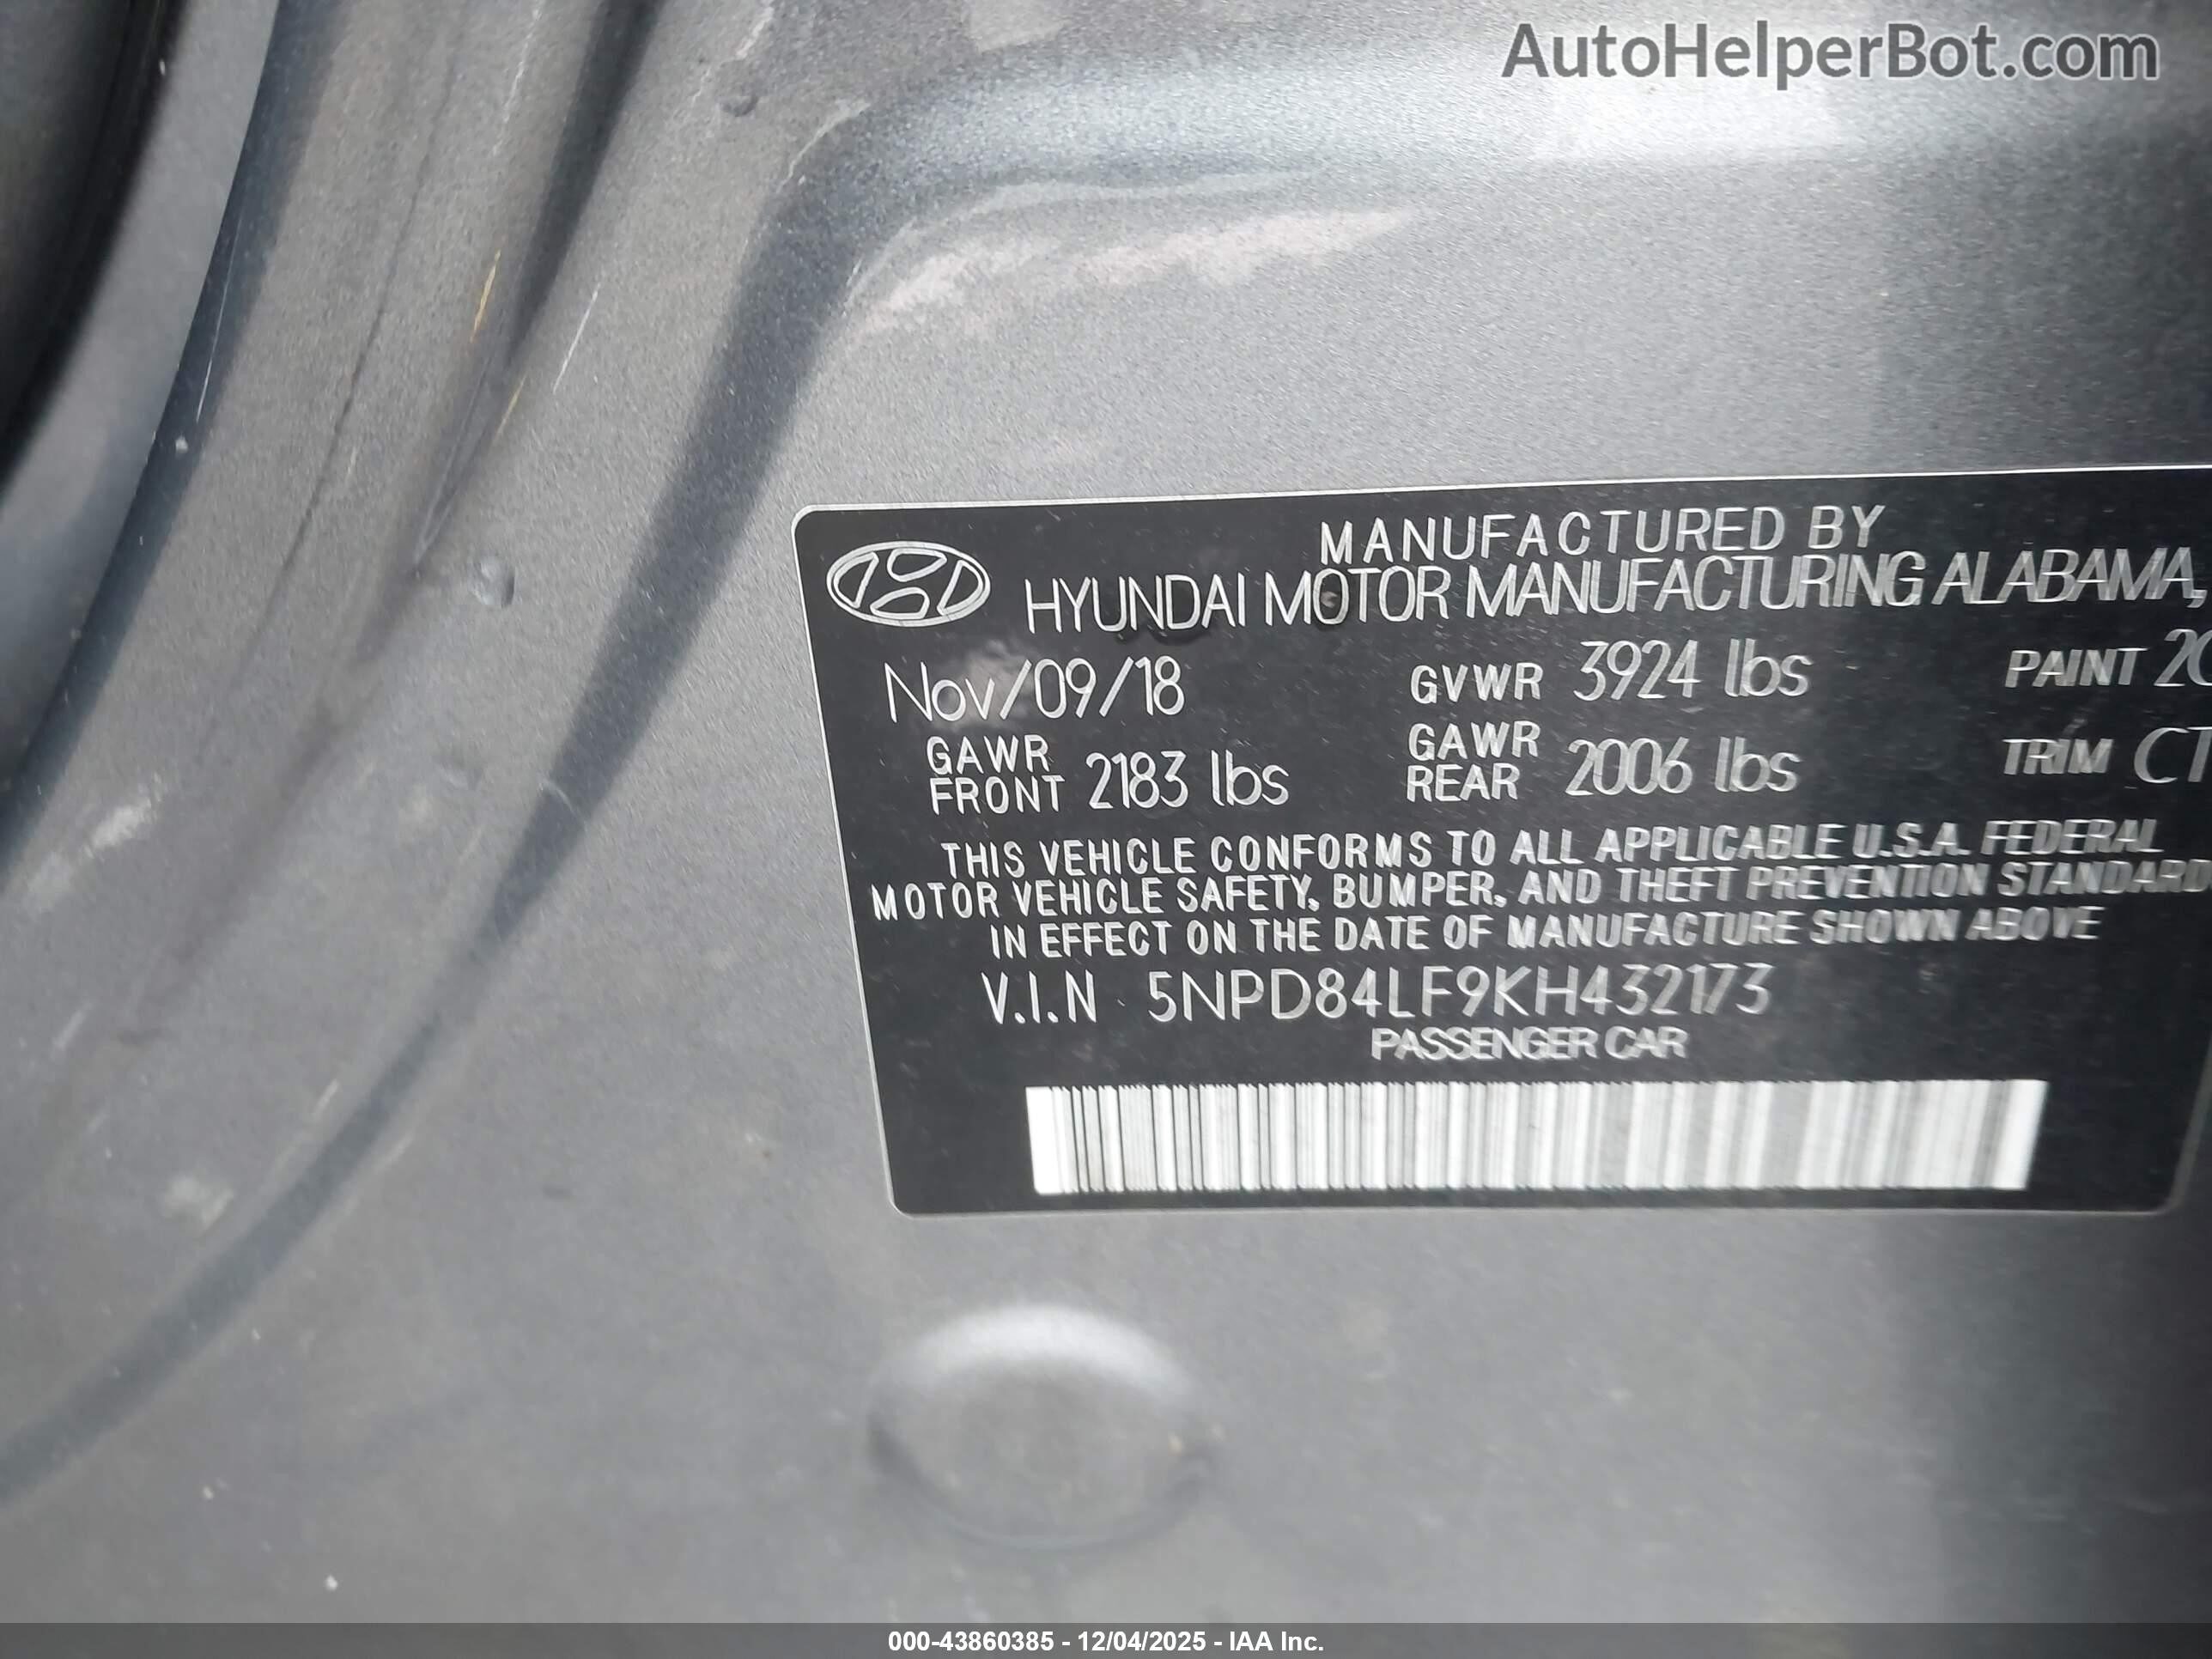 AutoHelperBot.com
MANUFACTURED BY
HYUNDAI MOTOR MANUFACTURING ALABAMA,
Nov/09/18 GVWR 3924 lbs PAINT
GAWR FRONT 2183 lbs GAWR REAR 2006 lbs TRIM
THIS VEHICLE CONFORMS TO ALL APPLICABLE U.S.A. FEDERAL
MOTOR VEHICLE SAFETY, BUMPER, AND THEFT PREVENTION STANDARD
IN EFFECT ON THE DATE OF MANUFACTURE SHOWN ABOVE
V.I.N 5NPD84LF9KH432173
PASSENGER CAR
000-43860385 - 12/04/2025 - IAA Inc.